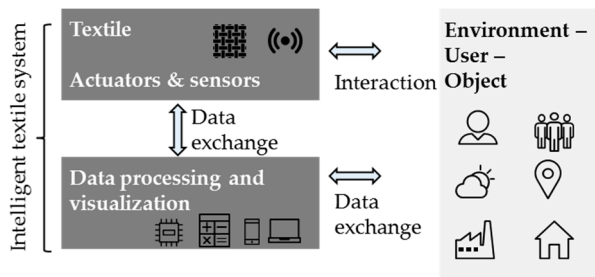 Intelligent textile system
Textile
Actuators & sensors
Data
exchange
Data processing and
visualization
Interaction
Data
exchange
Environment –
User –
Object